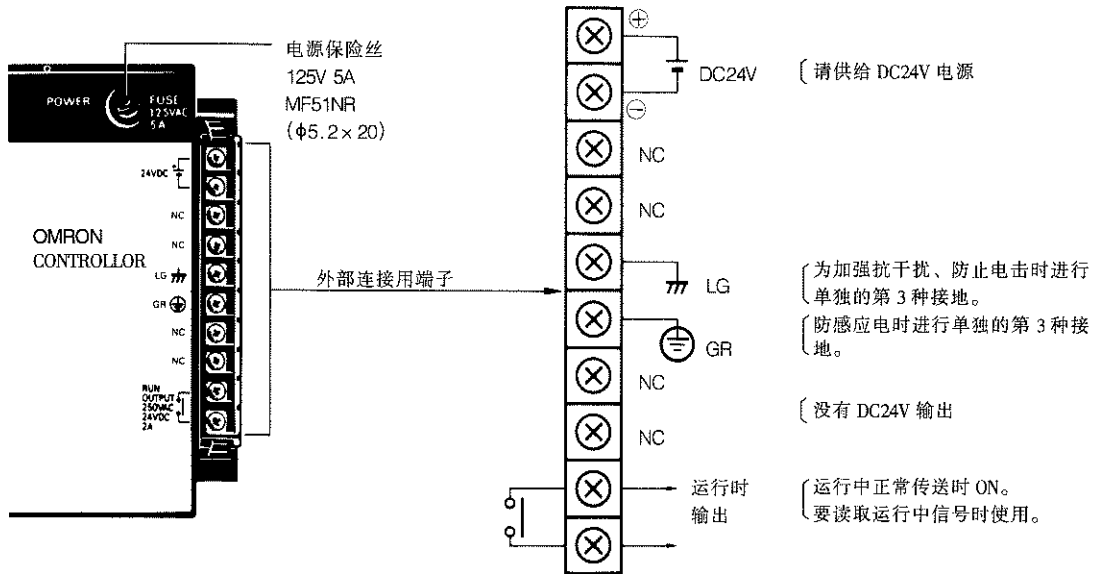 电源保险丝
125V 5A
MF51NR
(ϕ5.2×20)
POWER
FUSE
125VAC
5A
24VDC
NC
NC
LG
GR
NC
NC
RUN
OUTPUT
250VAC
24VDC
2A
OMRON
CONTROLLOR
外部连接用端子
⊕
DC24V
⊖
请供给 DC24V 电源
NC
NC
LG
为加强抗干扰、防止电击时进行
单独的第 3 种接地。
GR
防感应电时进行单独的第 3 种接
地。
NC
NC
没有 DC24V 输出
运行时
输出
运行中正常传送时 ON。
要读取运行中信号时使用。